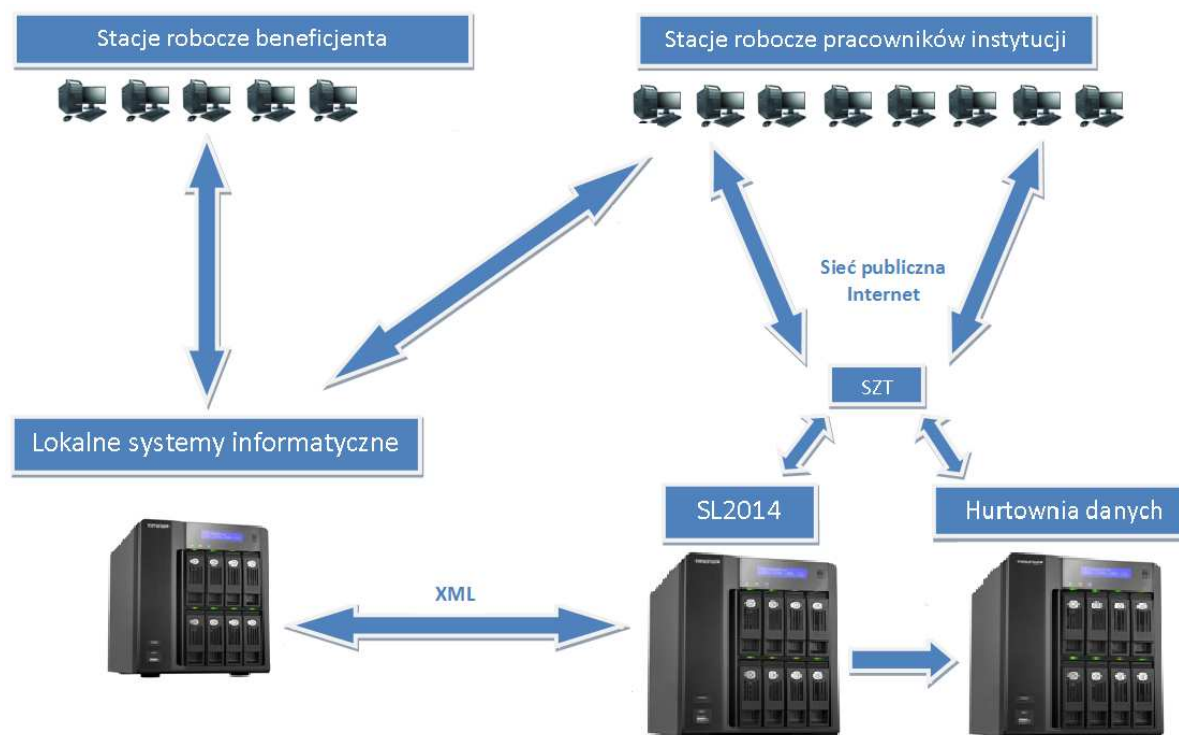 Stacje robocze beneficjenta
Stacje robocze pracowników instytucji
Sieć publiczna
Internet
SZT
Lokalne systemy informatyczne
SL2014
Hurtownia danych
XML